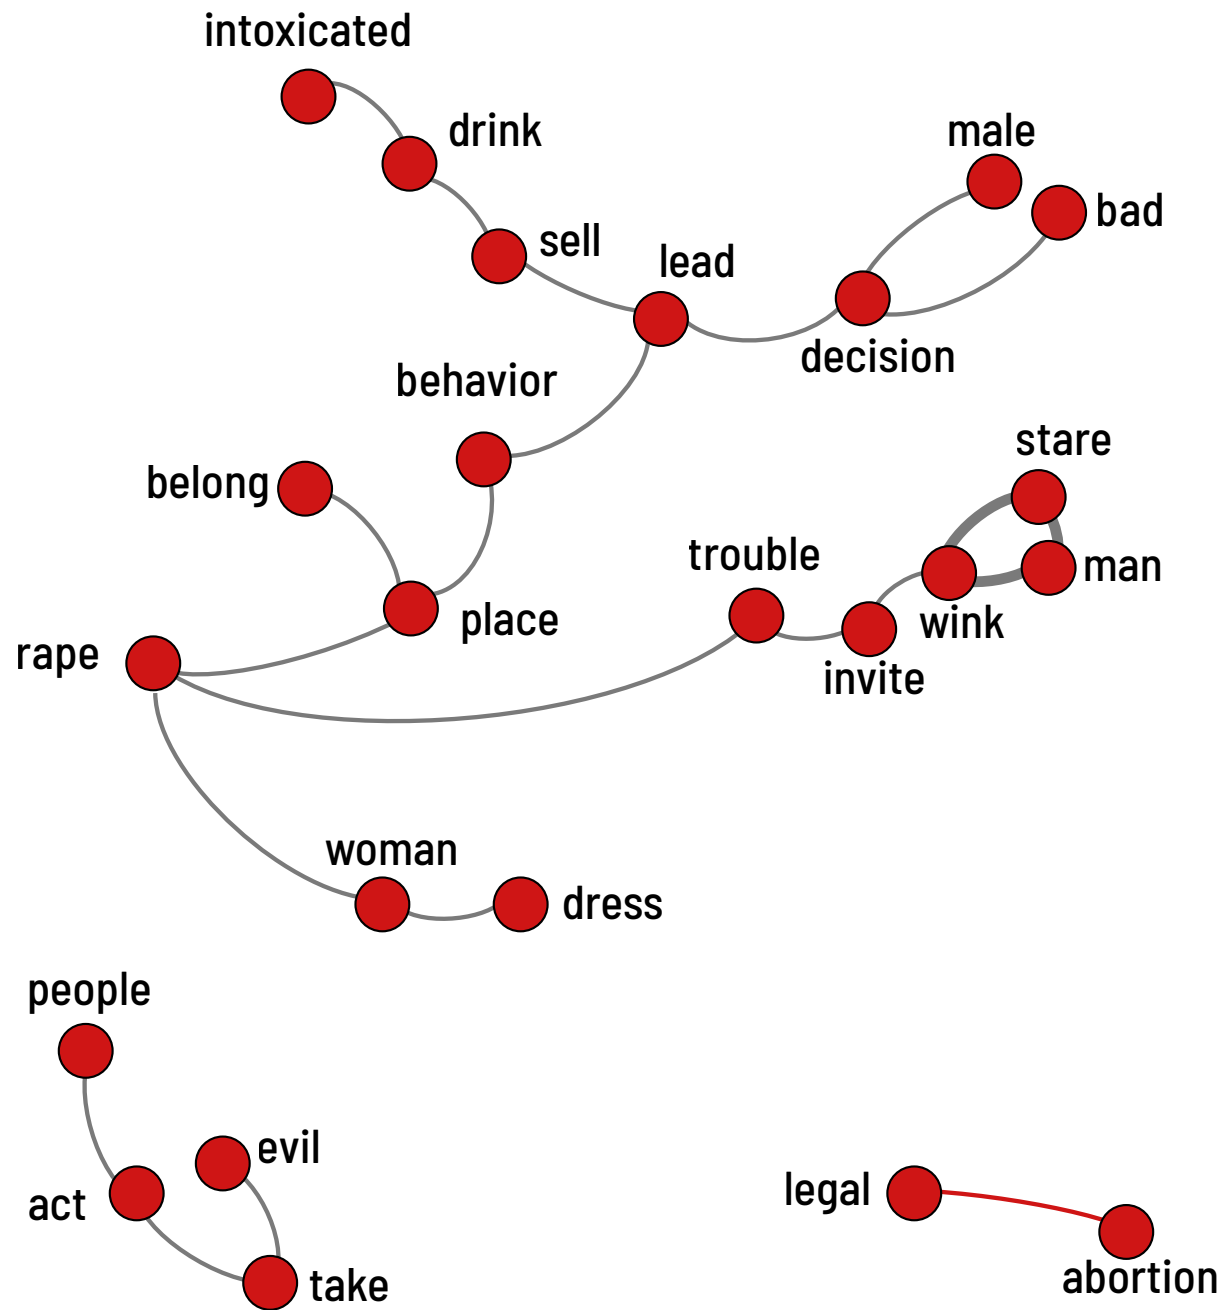 intoxicated
drink
male
bad
sell
lead
decision
behavior
stare
belong
trouble
man
place
wink
rape
invite
woman
dress
people
evil
act
legal
take
abortion